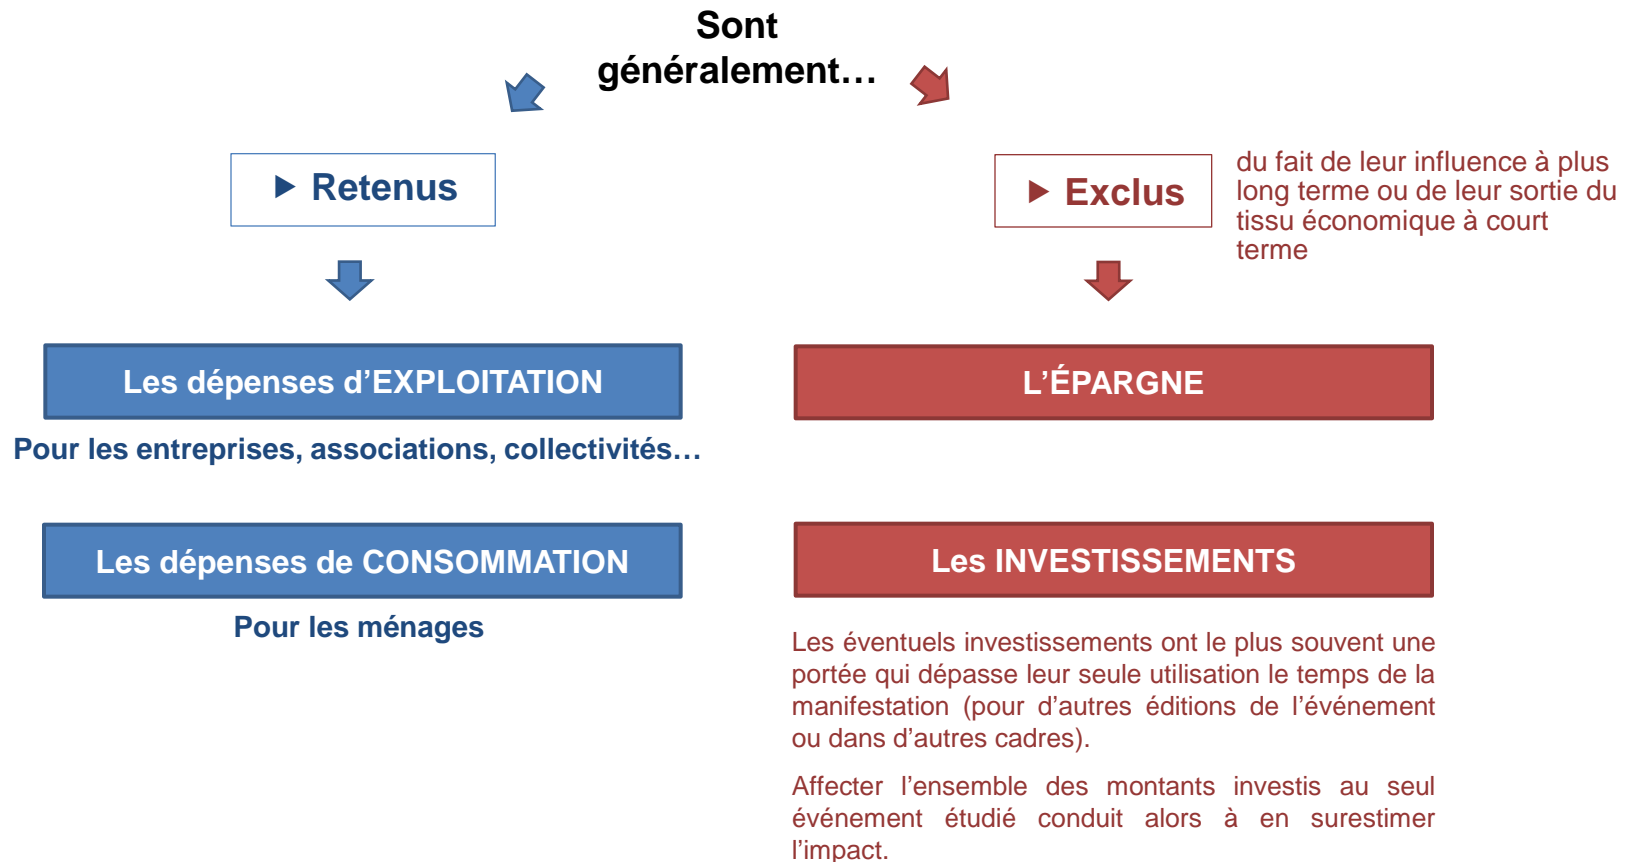 Sont
généralement…
▶ Retenus
▶ Exclus
du fait de leur influence à plus
long terme ou de leur sortie du
tissu économique à court
terme
Les dépenses d’EXPLOITATION
Pour les entreprises, associations, collectivités…
Les dépenses de CONSOMMATION
Pour les ménages
L’ÉPARGNE
Les INVESTISSEMENTS
Les éventuels investissements ont le plus souvent une
portée qui dépasse leur seule utilisation le temps de la
manifestation (pour d’autres éditions de l’événement
ou dans d’autres cadres).
Affecter l’ensemble des montants investis au seul
événement étudié conduit alors à en surestimer
l’impact.